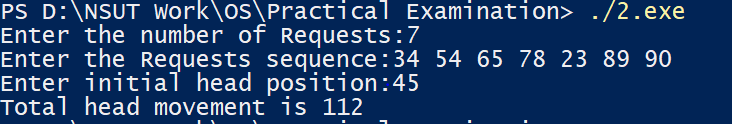 PS D:\NSUT Work\OS\Practical Examination> ./2.exe
Enter the number of Requests:7
Enter the Requests sequence:34 54 65 78 23 89 90
Enter initial head position:45
Total head movement is 112